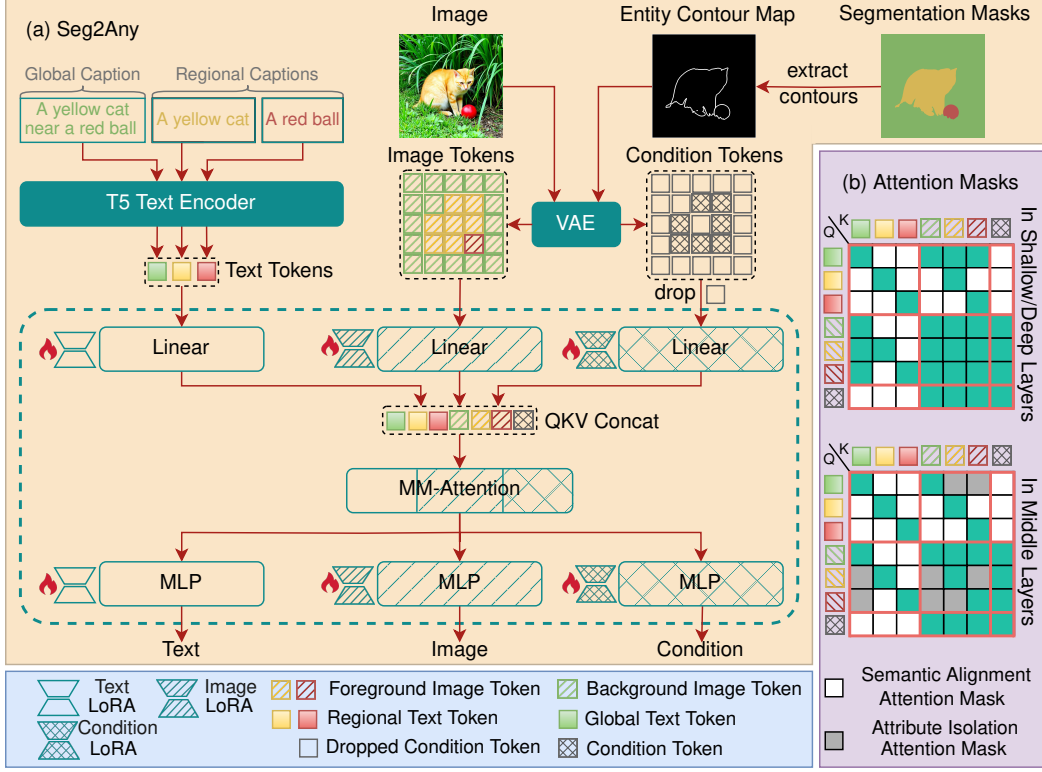 (a) Seg2Any
Image
Entity Contour Map
Segmentation Masks
Global Caption
Regional Captions
A yellow cat
near a red ball
A yellow cat
A red ball
extract
contours
T5 Text Encoder
Text Tokens
Image Tokens
Condition Tokens
VAE
drop
Linear
Linear
Linear
QKV Concat
MM-Attention
MLP
MLP
MLP
Text
Image
Condition
(b) Attention Masks
Q
K
In Shallow/Deep Layers
Q
K
In Middle Layers
Semantic Alignment
Attention Mask
Attribute Isolation
Attention Mask
Text
LoRA
Image
LoRA
Condition
LoRA
Foreground Image Token
Background Image Token
Regional Text Token
Global Text Token
Dropped Condition Token
Condition Token